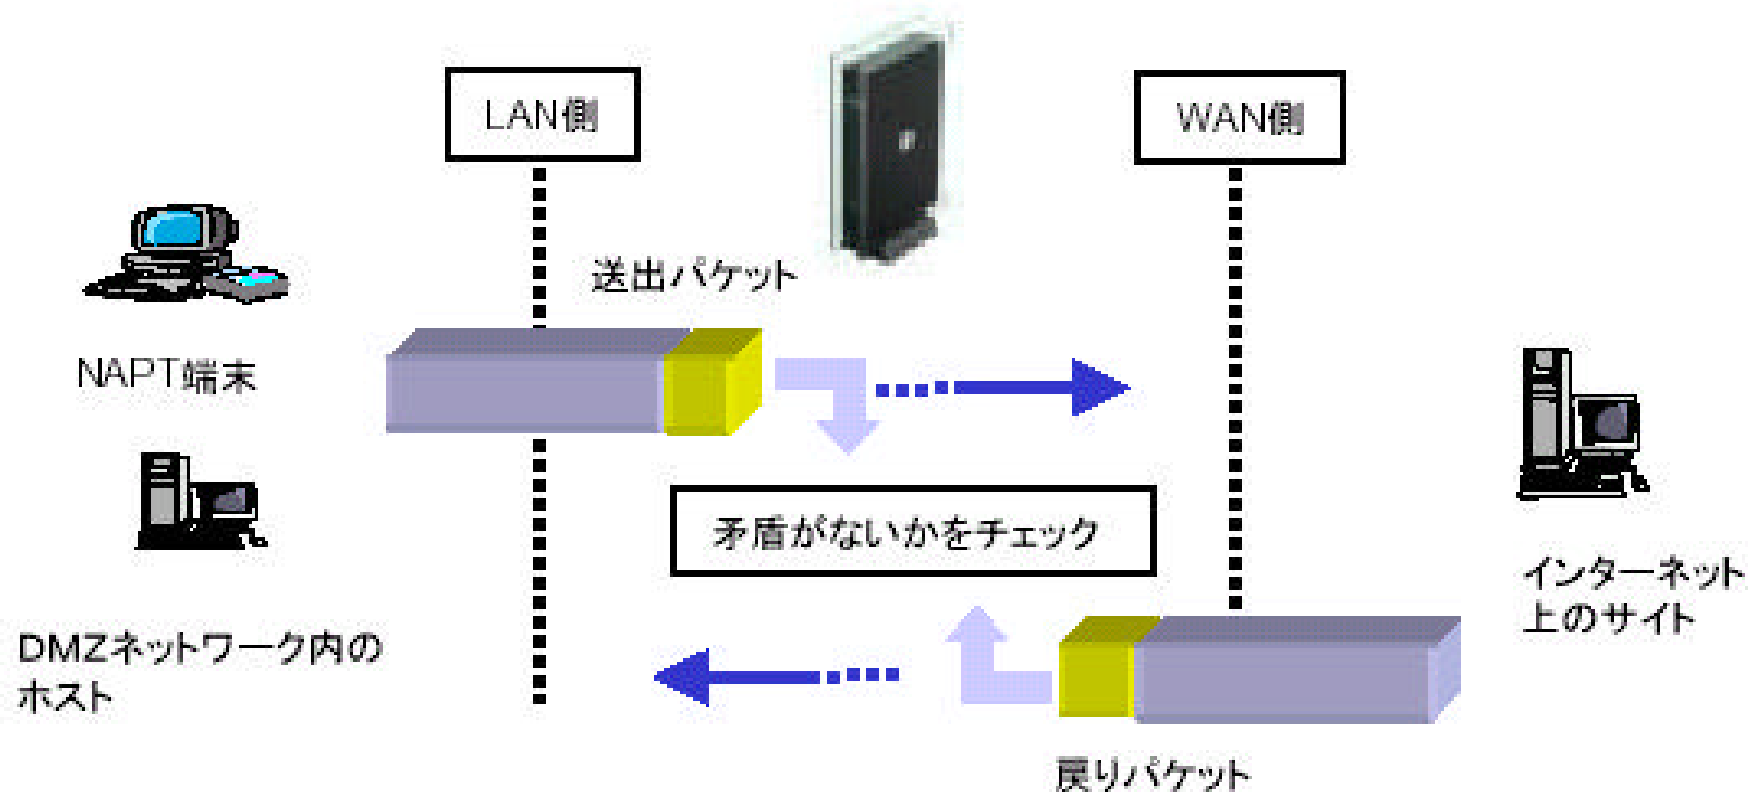 LAN側
WAN側
送出パケット
NAPT端末
矛盾がないかをチェック
インターネット
上のサイト
DMZネットワーク内の
ホスト
戻りパケット